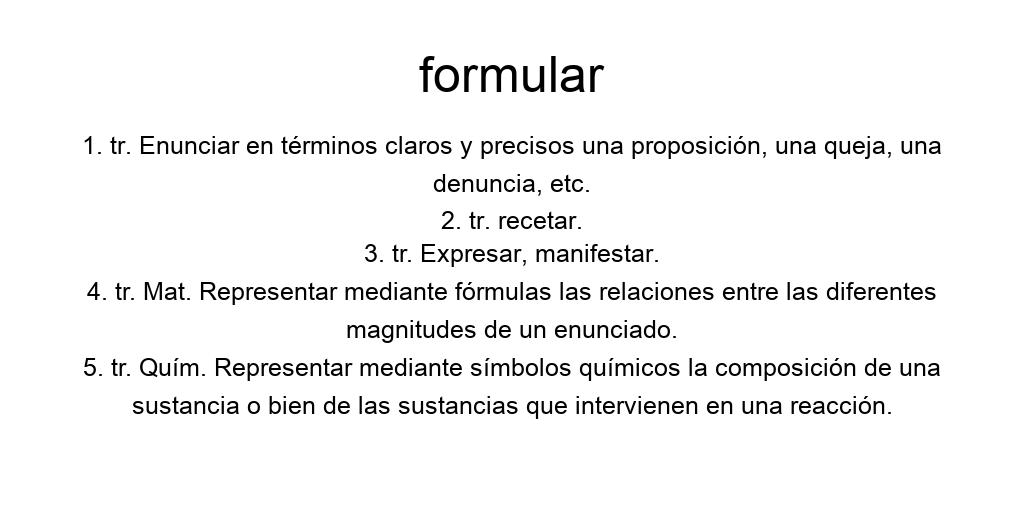 formular
1. tr. Enunciar en términos claros y precisos una proposición, una queja, una
denuncia, etc.
2. tr. recetar.
3. tr. Expresar, manifestar.
4. tr. Mat. Representar mediante fórmulas las relaciones entre las diferentes
magnitudes de un enunciado.
5. tr. Quím. Representar mediante símbolos químicos la composición de una
sustancia o bien de las sustancias que intervienen en una reacción.